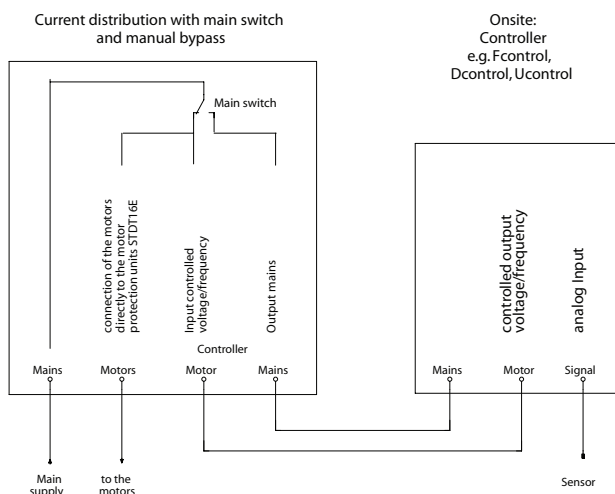 Current distribution with main switch
and manual bypass
Onsite:
Controller
e.g. Fcontrol,
Dcontrol, Ucontrol
Main switch
connection of the motors
directly to the motor
protection units STDT16E
Input controlled
voltage/frequency
Output mains
controlled output
voltage/frequency
analog Input
Controller
Mains
Motors
Motor
Mains
Mains
Motor
Signal
Main
supply
to the
motors
Sensor